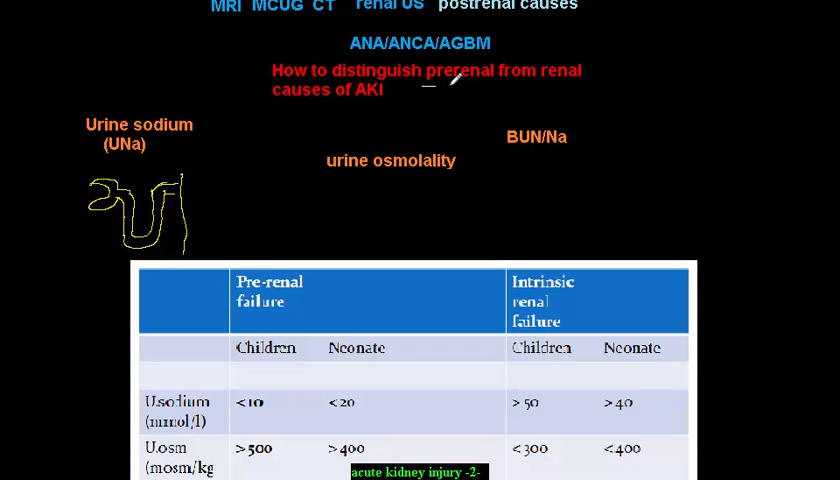 MRI MCUG CT renal US postrenal causes
ANA/ANCA/AGBM
How to distinguish prerenal from renal
causes of AKI
Urine sodium
(UNa)
BUN/Na
urine osmolality
Pre-renal failure Intrinsic renal failure
Children Neonate Children Neonate
U.sodium (mmol/l) <10 <20 >50 >40
U.osm (mosm/kg >500 >400 <300 <400
acute kidney injury -2-